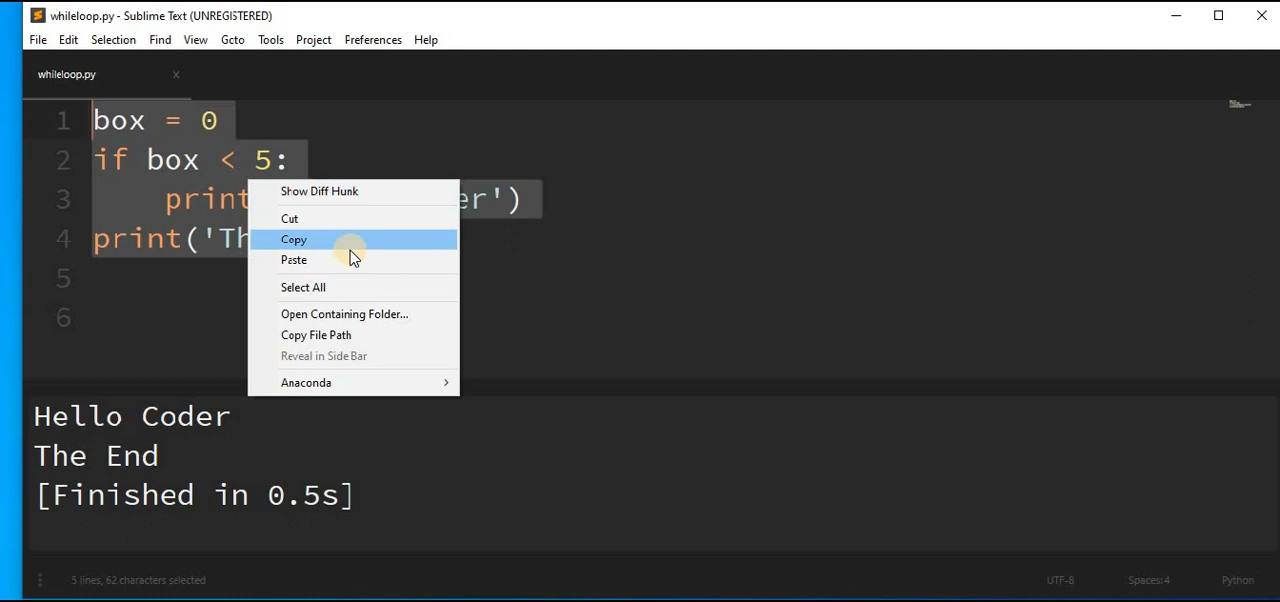 whileloop.py - Sublime Text (UNREGISTERED)
File Edit Selection Find View Goto Tools Project Preferences Help
whileloop.py x
1 box = 0
2 if box < 5:
3 print er')
4 print('Th
5
6
Show Diff Hunk
Cut
Copy
Paste
Select All
Open Containing Folder...
Copy File Path
Reveal in Side Bar
Anaconda
Hello Coder
The End
[Finished in 0.5s]
5 lines, 62 characters selected UTF-8 Spaces: 4 Python